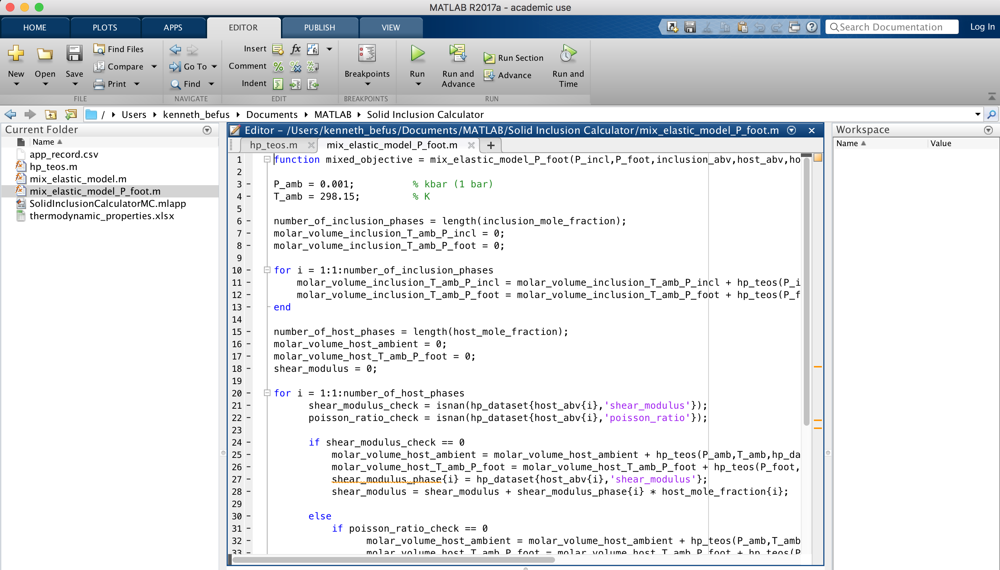 MATLAB R2017a - academic use
HOME PLOTS APPS EDITOR PUBLISH VIEW Search Documentation Log In
New Open Save Find Files Compare Print
Go To Find
Insert Comment Indent
Breakpoints
Run Run and Advance Run Section Advance Run and Time
FILE NAVIGATE EDIT BREAKPOINTS RUN
/ Users kenneth_befus Documents MATLAB Solid Inclusion Calculator
Current Folder
Name
app_record.csv
hp_teos.m
mix_elastic_model.m
mix_elastic_model_P_foot.m
SolidInclusionCalculatorMC.mlapp
thermodynamic_properties.xlsx
Editor - /Users/kenneth_befus/Documents/MATLAB/Solid Inclusion Calculator/mix_elastic_model_P_foot.m
hp_teos.m mix_elastic_model_P_foot.m +
1 function mixed_objective = mix_elastic_model_P_foot(P_incl,P_foot,inclusion_abv,host_abv,ho
2
3 - P_amb = 0.001; % kbar (1 bar)
4 - T_amb = 298.15; % K
5
6 - number_of_inclusion_phases = length(inclusion_mole_fraction);
7 - molar_volume_inclusion_T_amb_P_incl = 0;
8 - molar_volume_inclusion_T_amb_P_foot = 0;
9
10 - for i = 1:1:number_of_inclusion_phases
11 - molar_volume_inclusion_T_amb_P_incl = molar_volume_inclusion_T_amb_P_incl + hp_teos(P_i
12 - molar_volume_inclusion_T_amb_P_foot = molar_volume_inclusion_T_amb_P_foot + hp_teos(P_f
13 - end
14
15 - number_of_host_phases = length(host_mole_fraction);
16 - molar_volume_host_ambient = 0;
17 - molar_volume_host_T_amb_P_foot = 0;
18 - shear_modulus = 0;
19
20 - for i = 1:1:number_of_host_phases
21 - shear_modulus_check = isnan(hp_dataset{host_abv{i},'shear_modulus'});
22 - poisson_ratio_check = isnan(hp_dataset{host_abv{i},'poisson_ratio'});
23
24 - if shear_modulus_check == 0
25 - molar_volume_host_ambient = molar_volume_host_ambient + hp_teos(P_amb,T_amb,hp_da
26 - molar_volume_host_T_amb_P_foot = molar_volume_host_T_amb_P_foot + hp_teos(P_foot,
27 - shear_modulus_phase{i} = hp_dataset{host_abv{i},'shear_modulus'};
28 - shear_modulus = shear_modulus + shear_modulus_phase{i} * host_mole_fraction{i};
29
30 - else
31 - if poisson_ratio_check == 0
32 - molar_volume_host_ambient = molar_volume_host_ambient + hp_teos(P_amb,T_amb
33 - molar_volume_host_T_amb_P_foot = molar_volume_host_T_amb_P_foot + hp_teos(P
Workspace
Name Value